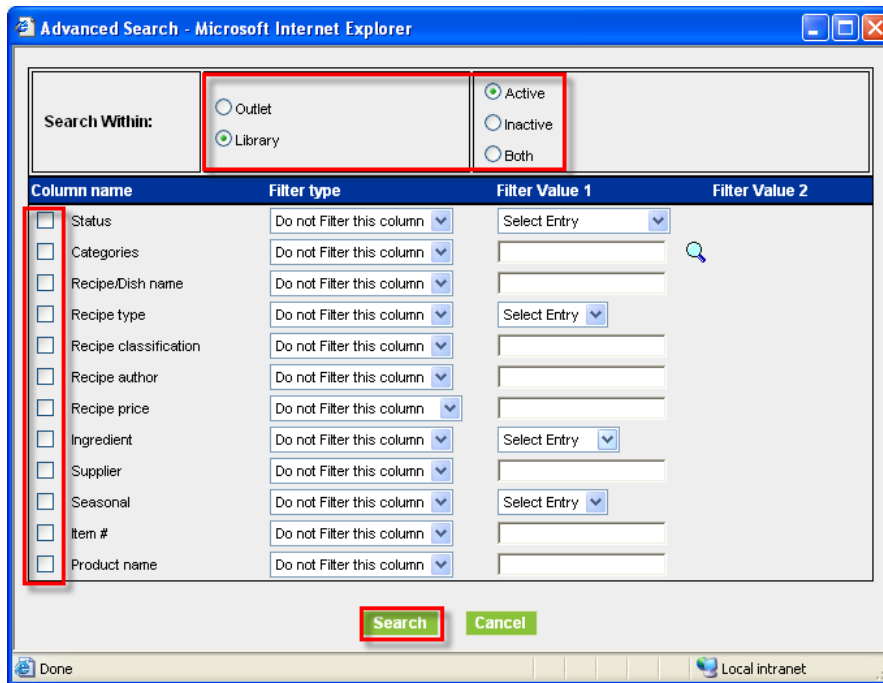 Advanced Search - Microsoft Internet Explorer
Search Within:
Outlet
Library
Active
Inactive
Both
Column name Filter type Filter Value 1 Filter Value 2
Status Do not Filter this column Select Entry
Categories Do not Filter this column
Recipe/Dish name Do not Filter this column
Recipe type Do not Filter this column Select Entry
Recipe classification Do not Filter this column
Recipe author Do not Filter this column
Recipe price Do not Filter this column
Ingredient Do not Filter this column Select Entry
Supplier Do not Filter this column
Seasonal Do not Filter this column Select Entry
Item # Do not Filter this column
Product name Do not Filter this column
Search Cancel
Done Local intranet